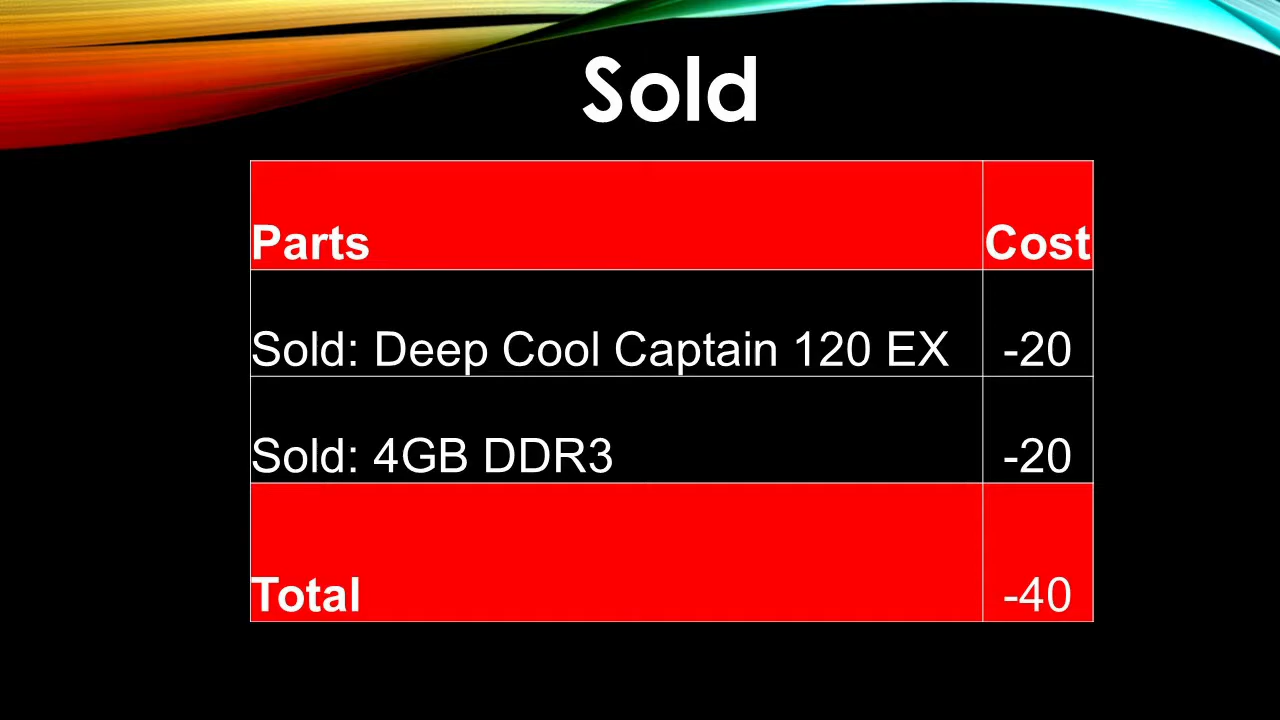 Sold
Parts Cost
Sold: Deep Cool Captain 120 EX -20
Sold: 4GB DDR3 -20
Total -40